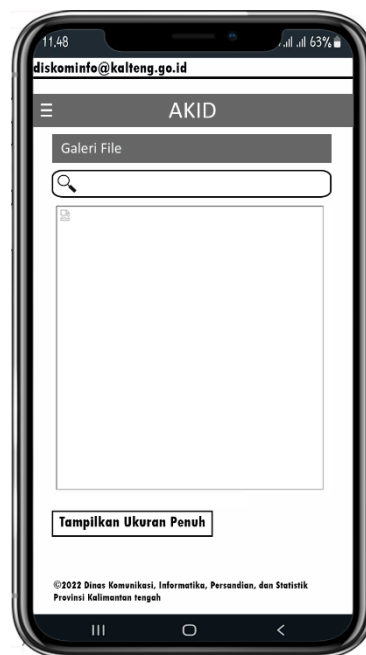 11.48
63%
diskominfo@kalteng.go.id
AKID
Galeri File
Tampilkan Ukuran Penuh
©2022 Dinas Komunikasi, Informatika, Persandian, dan Statistik
Provinsi Kalimantan tengah